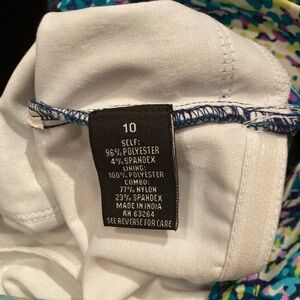 10
SELF:
96% POLYESTER
4% SPANDEX
LINING:
100% POLYESTER
COMBO:
77% NYLON
23% SPANDEX
MADE IN INDIA
RN 63264
SEE REVERSE FOR CARE